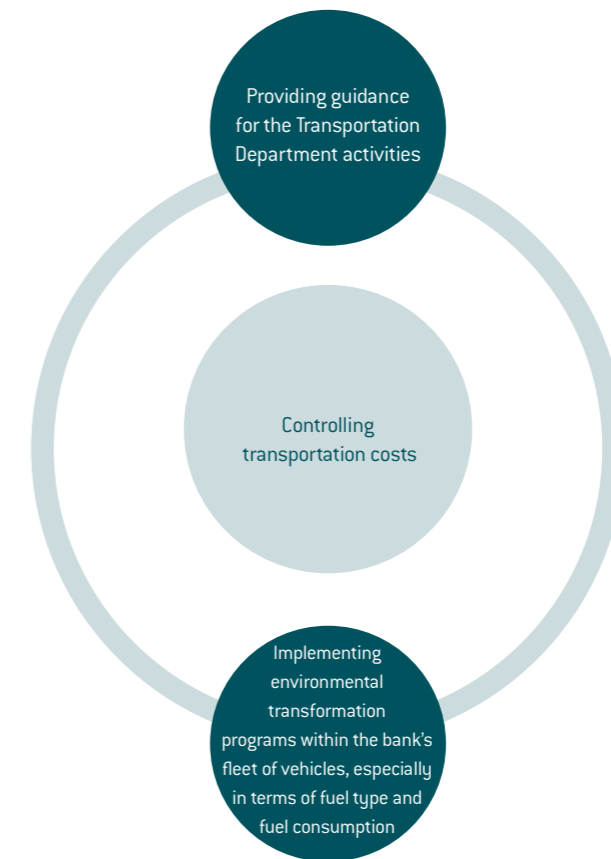 Providing guidance
for the Transportation
Department activities
Controlling
transportation costs
Implementing
environmental
transformation
programs within the bank's
fleet of vehicles, especially
in terms of fuel type and
fuel consumption